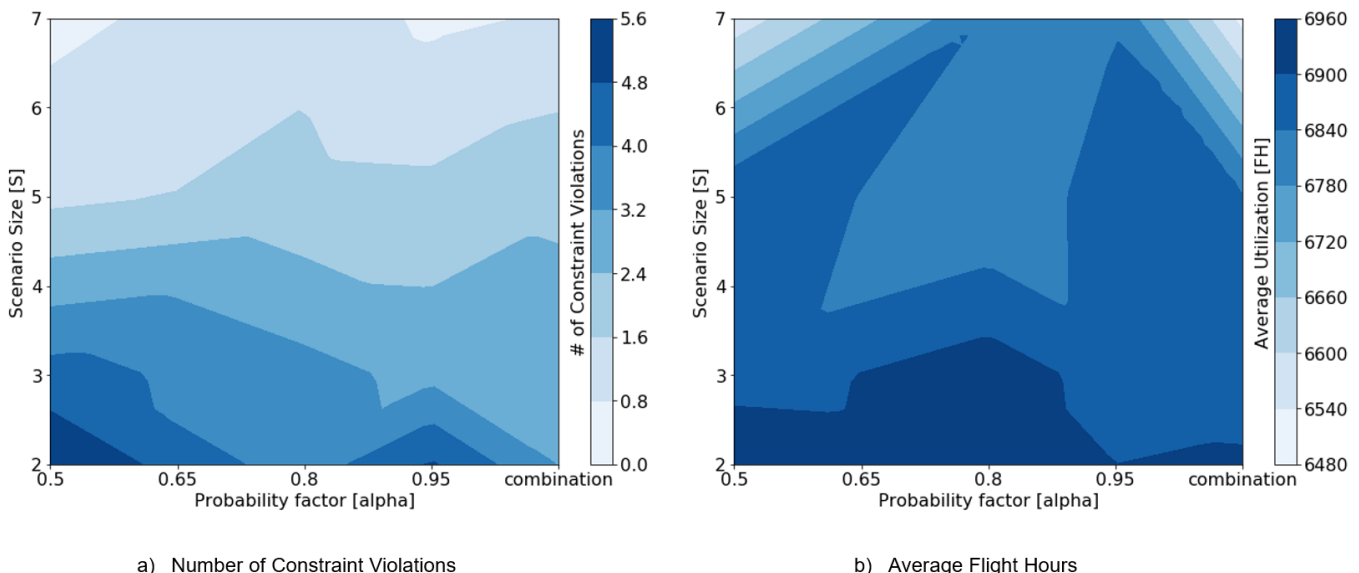 7
6
5
4
3
2
Scenario Size [S]
0.5 0.65 0.8 0.95 combination
Probability factor [alpha]
5.6
4.8
4.0
3.2
2.4
1.6
0.8
0.0
# of Constraint Violations
7
6
5
4
3
2
Scenario Size [S]
0.5 0.65 0.8 0.95 combination
Probability factor [alpha]
6960
6900
6840
6780
6720
6660
6600
6540
6480
Average Utilization [FH]
a) Number of Constraint Violations
b) Average Flight Hours